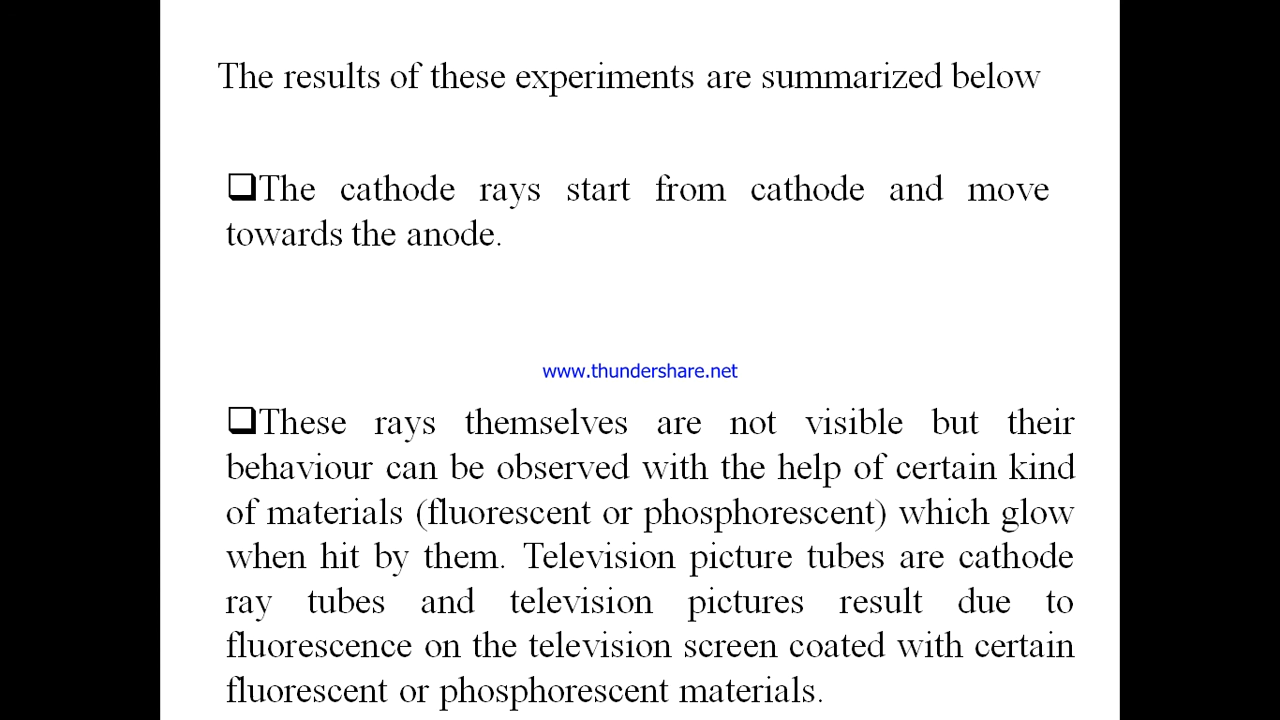 The results of these experiments are summarized below
❑The cathode rays start from cathode and move
towards the anode.
www.thundershare.net
❑These rays themselves are not visible but their
behaviour can be observed with the help of certain kind
of materials (fluorescent or phosphorescent) which glow
when hit by them. Television picture tubes are cathode
ray tubes and television pictures result due to
fluorescence on the television screen coated with certain
fluorescent or phosphorescent materials.